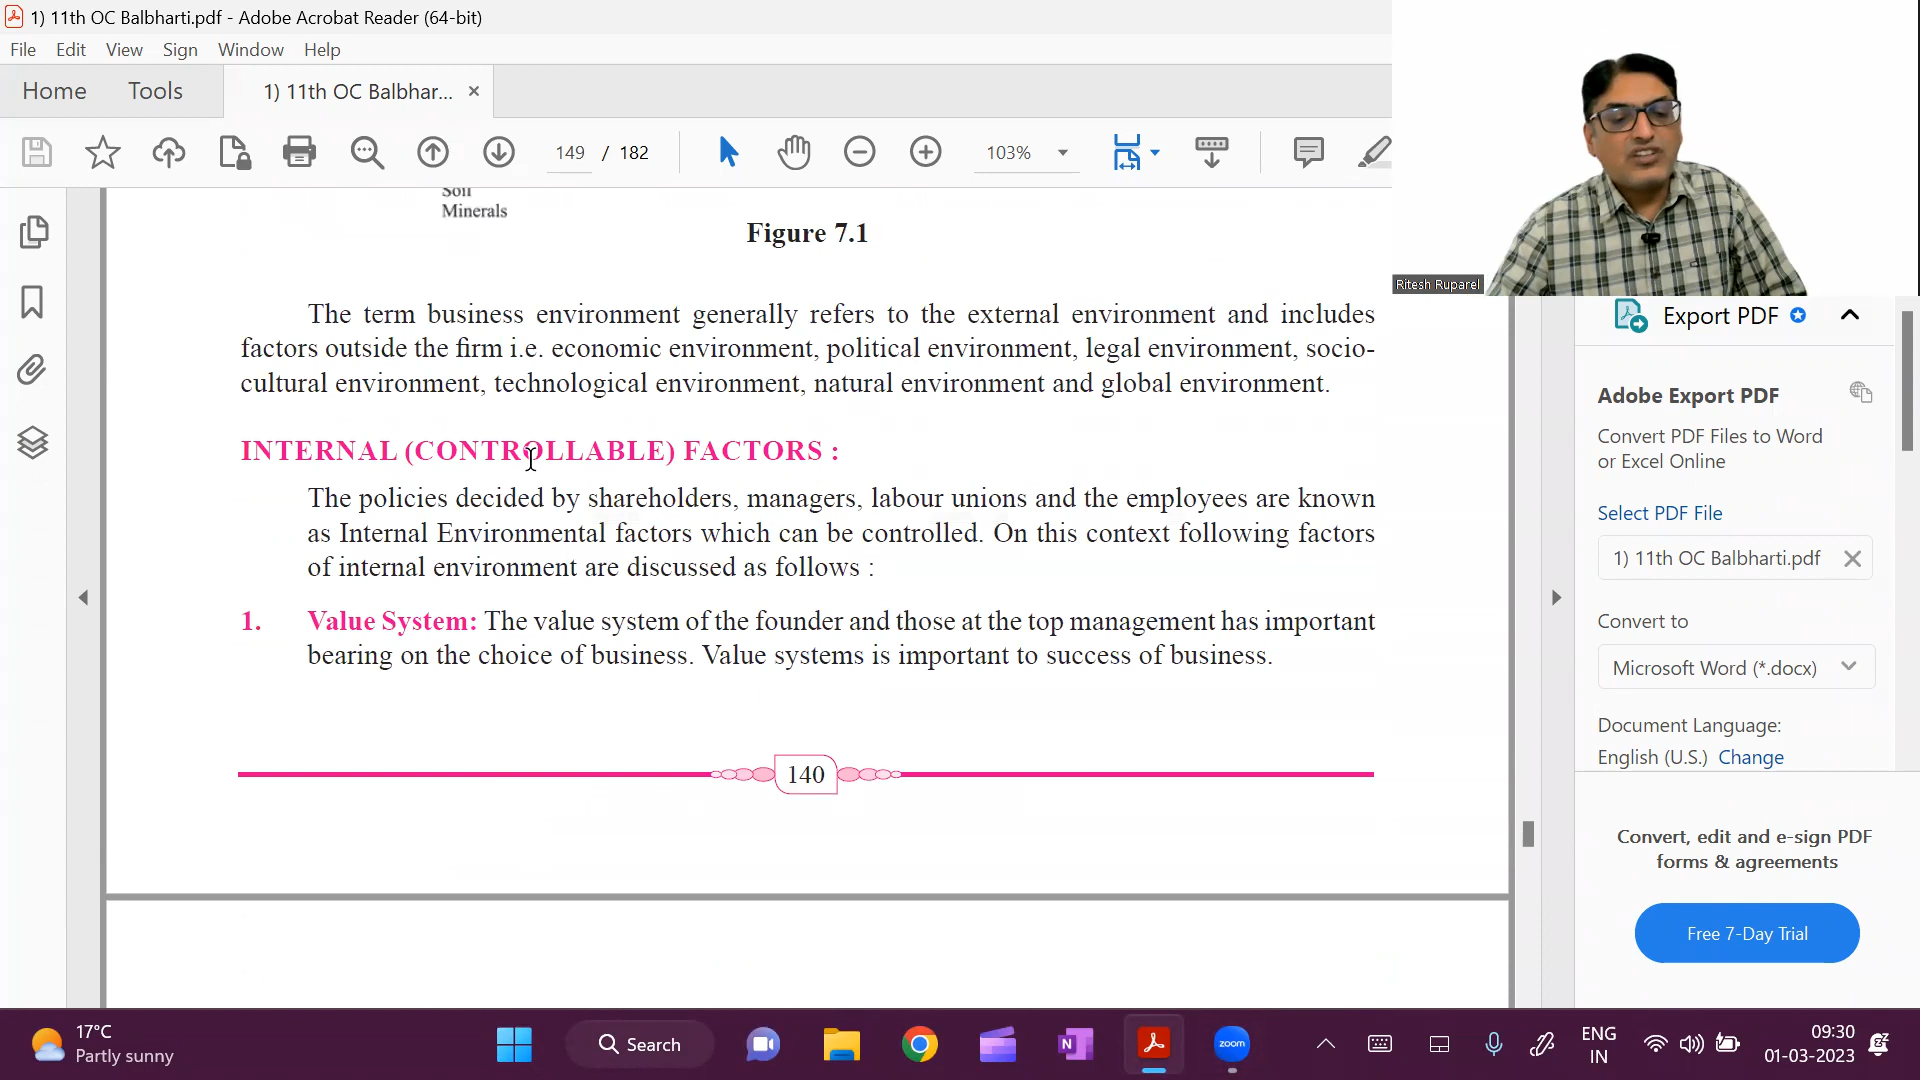 1) 11th OC Balbharti.pdf - Adobe Acrobat Reader (64-bit)
File Edit View Sign Window Help
Home Tools 1) 11th OC Balbhar... ×
149 / 182 103%
Soil
Minerals
Figure 7.1
The term business environment generally refers to the external environment and includes
factors outside the firm i.e. economic environment, political environment, legal environment, socio-
cultural environment, technological environment, natural environment and global environment.
INTERNAL (CONTROLLABLE) FACTORS :
The policies decided by shareholders, managers, labour unions and the employees are known
as Internal Environmental factors which can be controlled. On this context following factors
of internal environment are discussed as follows :
1. Value System: The value system of the founder and those at the top management has important
bearing on the choice of business. Value systems is important to success of business.
140
Ritesh Ruparel
Export PDF
Adobe Export PDF
Convert PDF Files to Word
or Excel Online
Select PDF File
1) 11th OC Balbharti.pdf
Convert to
Microsoft Word (*.docx)
Document Language:
English (U.S.) Change
Convert, edit and e-sign PDF
forms & agreements
Free 7-Day Trial
17°C
Partly sunny
Search
N
zoom
ENG
IN
09:30
01-03-2023